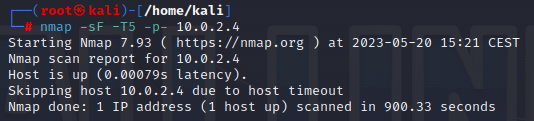 ┌──(root㉿kali)-[/home/kali]
└─# nmap -sF -T5 -p- 10.0.2.4
Starting Nmap 7.93 ( https://nmap.org ) at 2023-05-20 15:21 CEST
Nmap scan report for 10.0.2.4
Host is up (0.00079s latency).
Skipping host 10.0.2.4 due to host timeout
Nmap done: 1 IP address (1 host up) scanned in 900.33 seconds